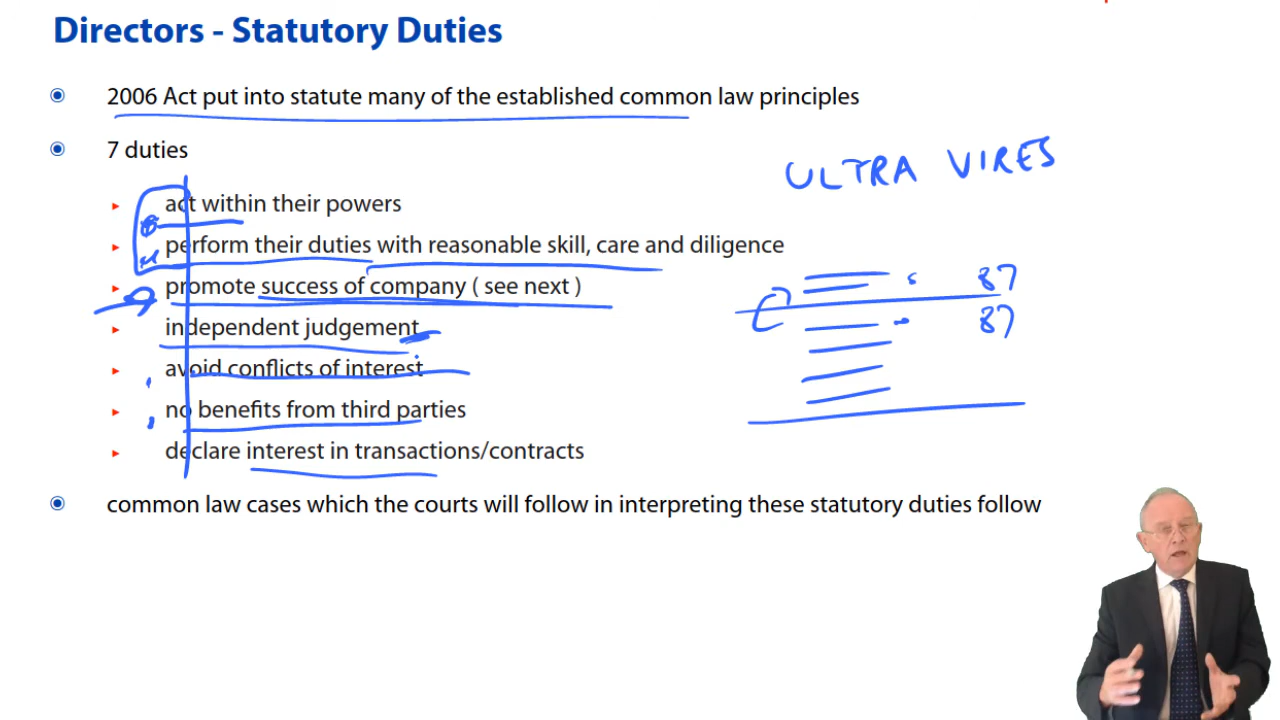 Directors - Statutory Duties
2006 Act put into statute many of the established common law principles
7 duties
ULTRA VIRES
act within their powers
perform their duties with reasonable skill, care and diligence
promote success of company ( see next )
87
independent judgement
87
avoid conflicts of interest
no benefits from third parties
declare interest in transactions/contracts
common law cases which the courts will follow in interpreting these statutory duties follow